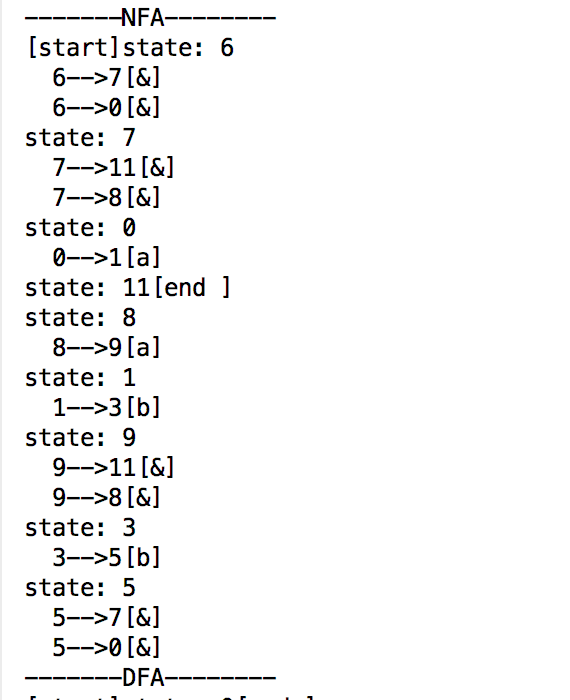 -------NFA--------
[start]state: 6
  6-->7[&]
  6-->0[&]
state: 7
  7-->11[&]
  7-->8[&]
state: 0
  0-->1[a]
state: 11[end ]
state: 8
  8-->9[a]
state: 1
  1-->3[b]
state: 9
  9-->11[&]
  9-->8[&]
state: 3
  3-->5[b]
state: 5
  5-->7[&]
  5-->0[&]
-------DFA--------